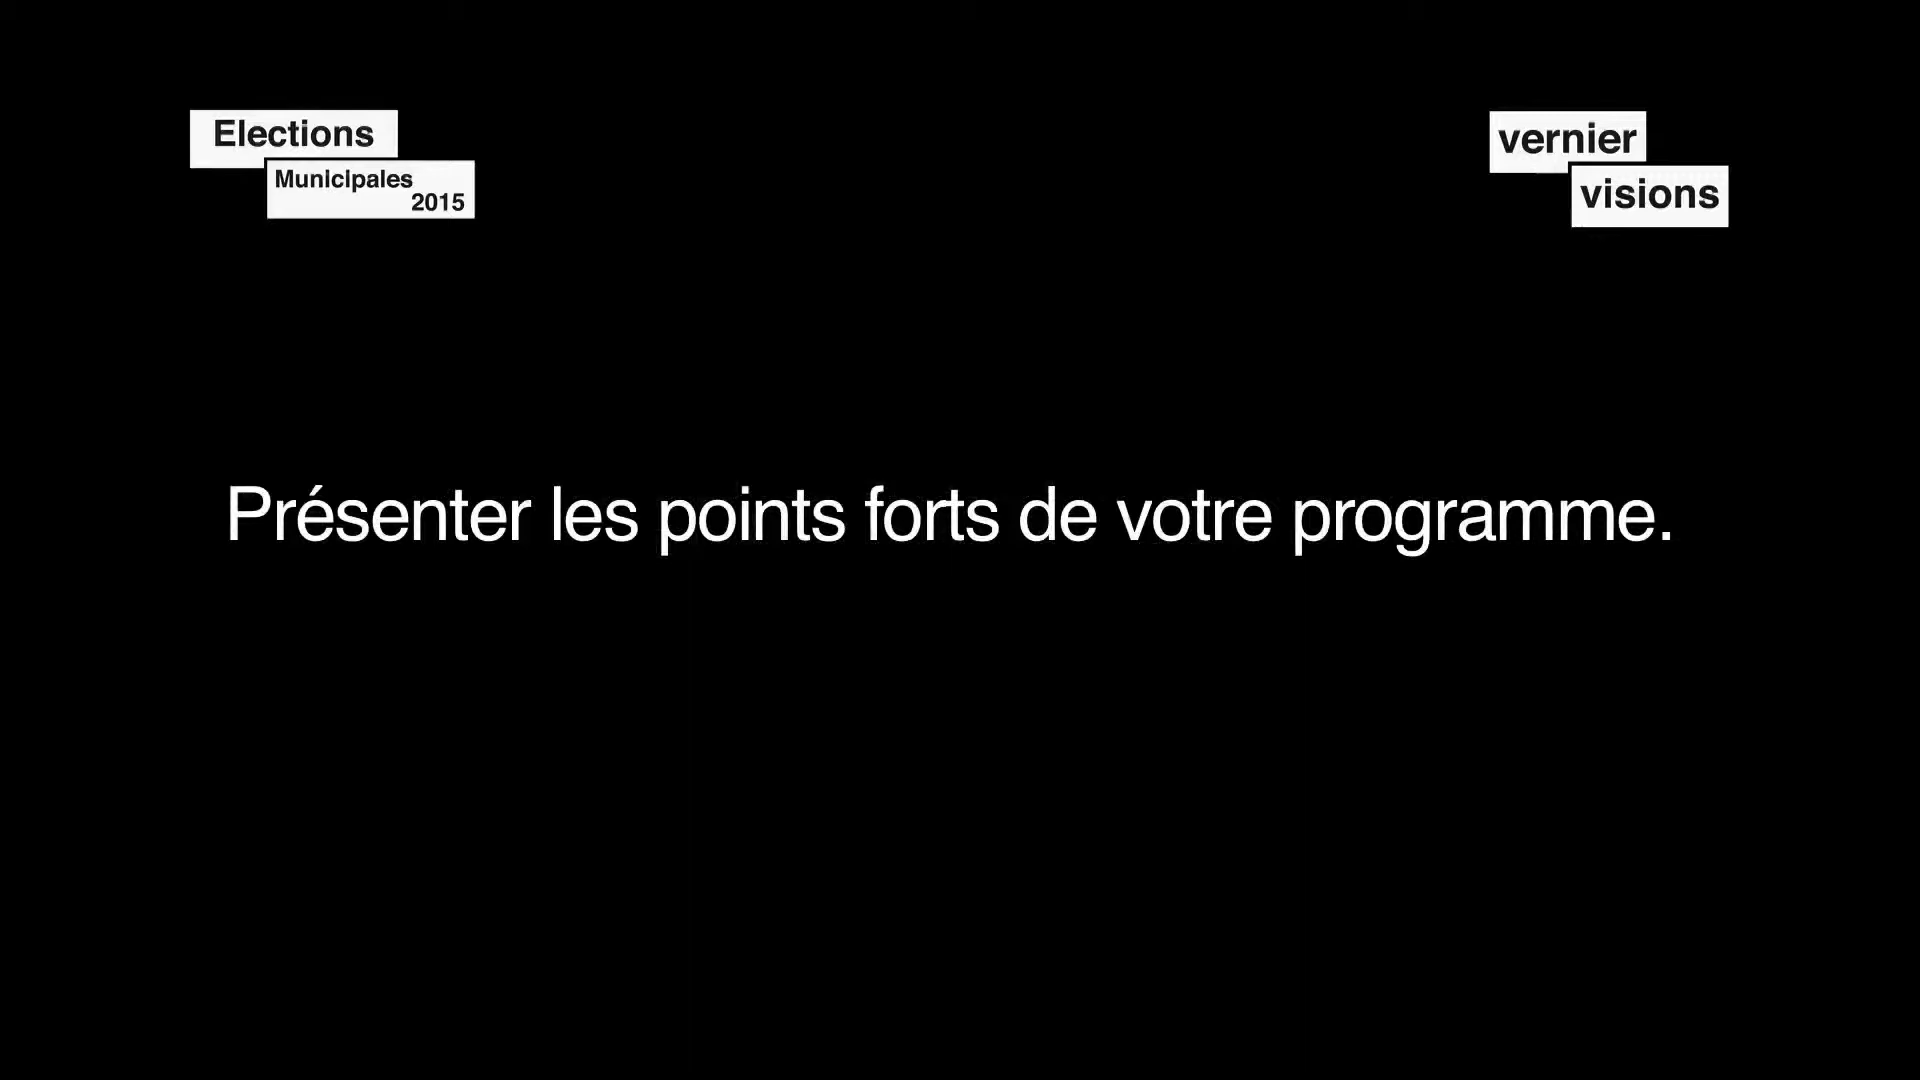 Elections
Municipales
2015
vernier
visions
Présenter les points forts de votre programme.